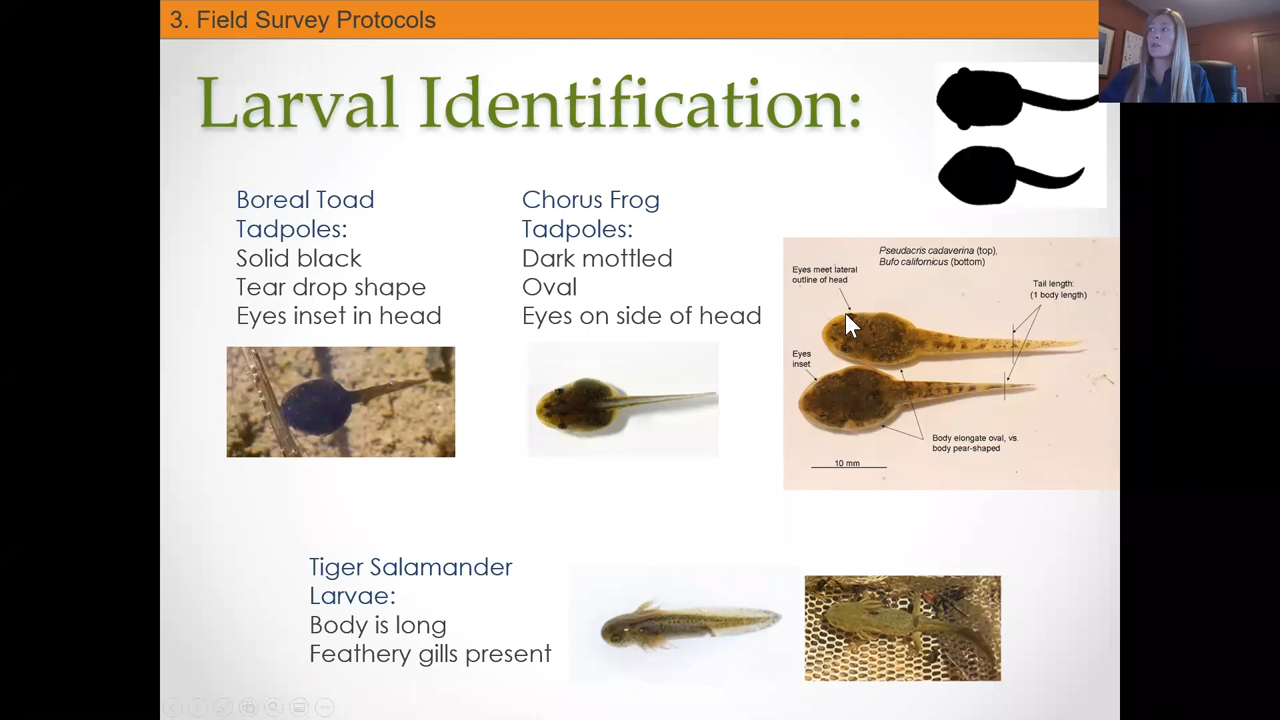 3. Field Survey Protocols
Larval Identification:
Boreal Toad
Tadpoles:
Solid black
Tear drop shape
Eyes inset in head
Chorus Frog
Tadpoles:
Dark mottled
Oval
Eyes on side of head
Pseudacris cadaverina (top),
Bufo californicus (bottom)
Eyes meet lateral
outline of head
Tail length:
(1 body length)
Eyes
inset
Body elongate oval, vs.
body pear-shaped
10 mm
Tiger Salamander
Larvae:
Body is long
Feathery gills present